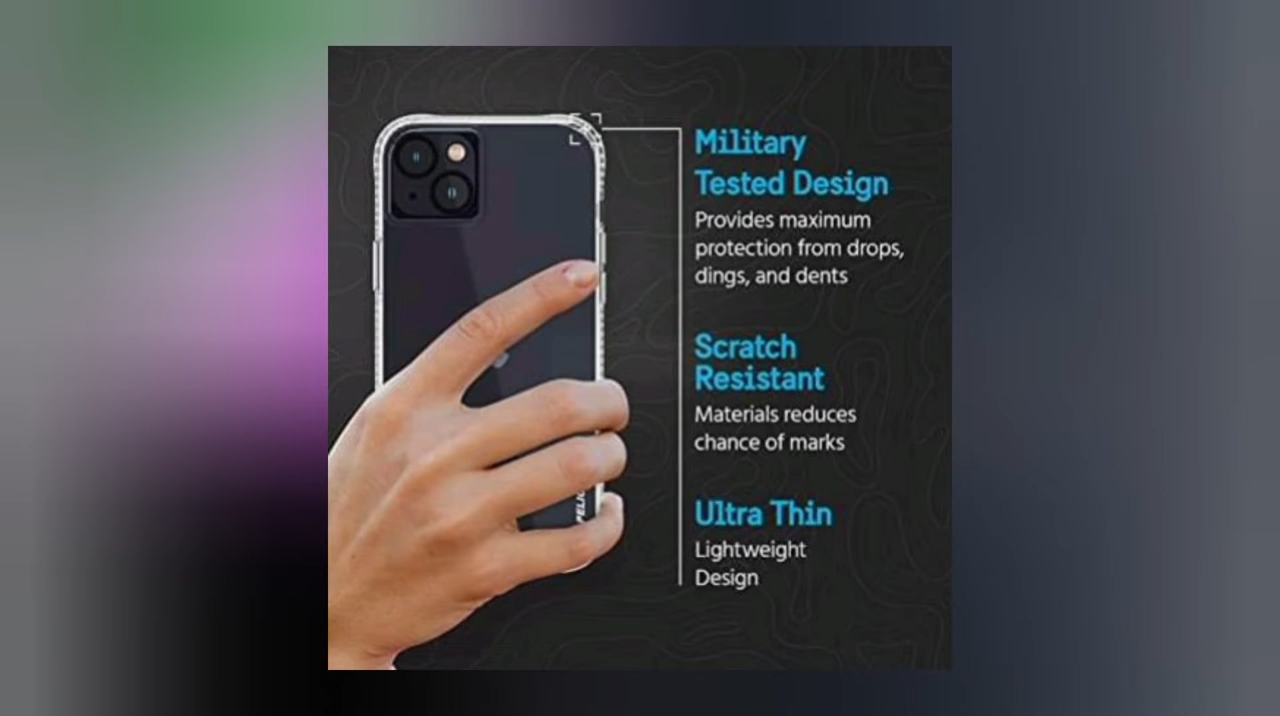 Military
Tested Design
Provides maximum
protection from drops,
dings, and dents
Scratch
Resistant
Materials reduces
chance of marks
Ultra Thin
Lightweight
Design